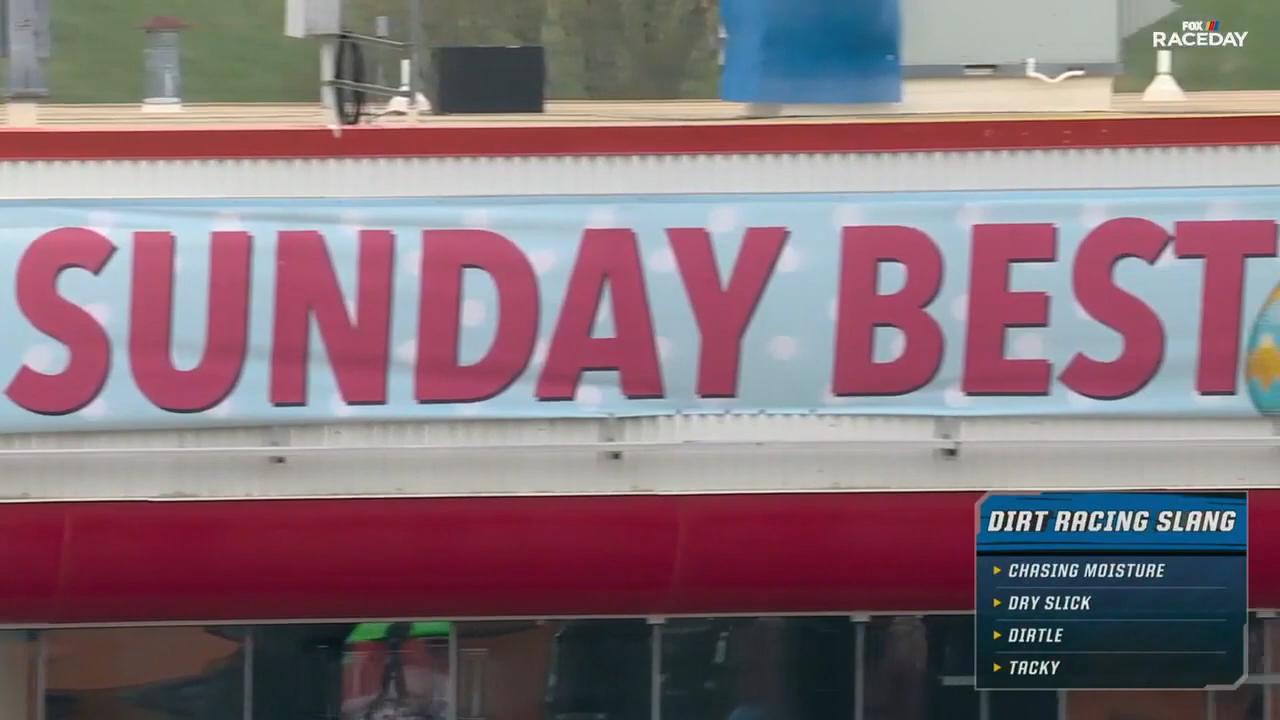 FOX
RACEDAY
SUNDAY BEST
DIRT RACING SLANG
CHASING MOISTURE
DRY SLICK
DIRTLE
TACKY